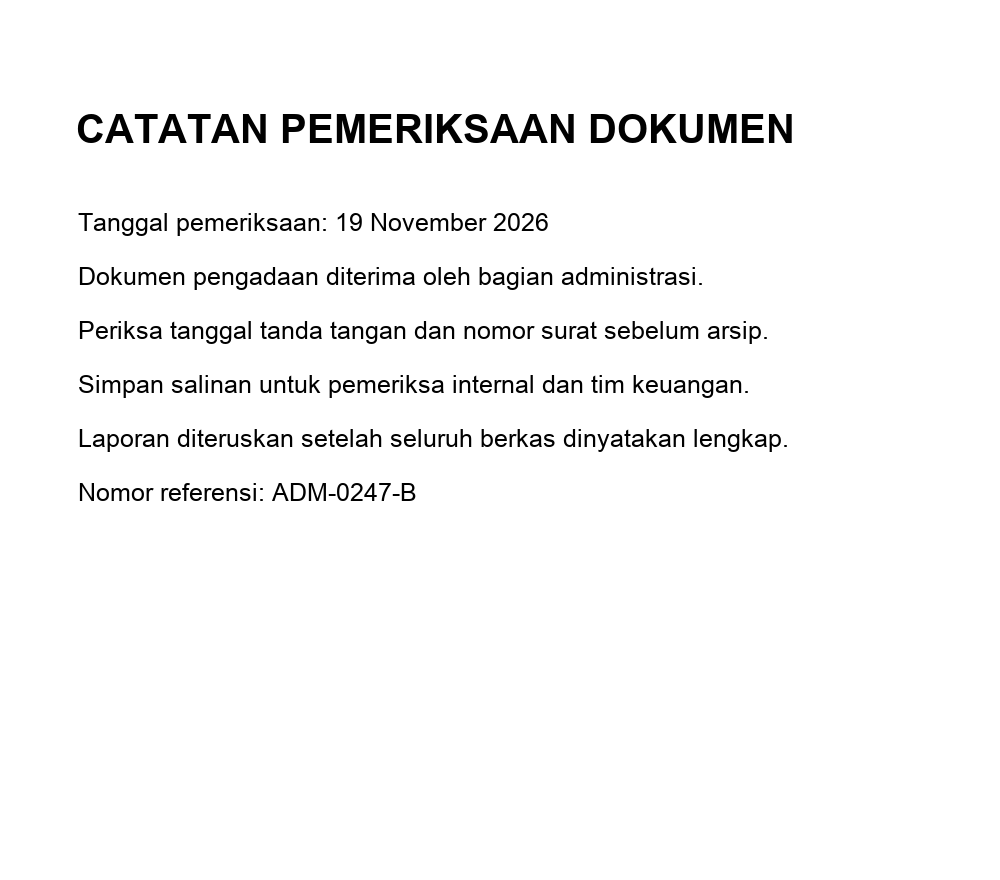 CATATAN PEMERIKSAAN DOKUMEN
Tanggal pemeriksaan: 19 November 2026
Dokumen pengadaan diterima oleh bagian administrasi.
Periksa tanggal tanda tangan dan nomor surat sebelum arsip.
Simpan salinan untuk pemeriksa internal dan tim keuangan.
Laporan diteruskan setelah seluruh berkas dinyatakan lengkap.
Nomor referensi: ADM-0247-B